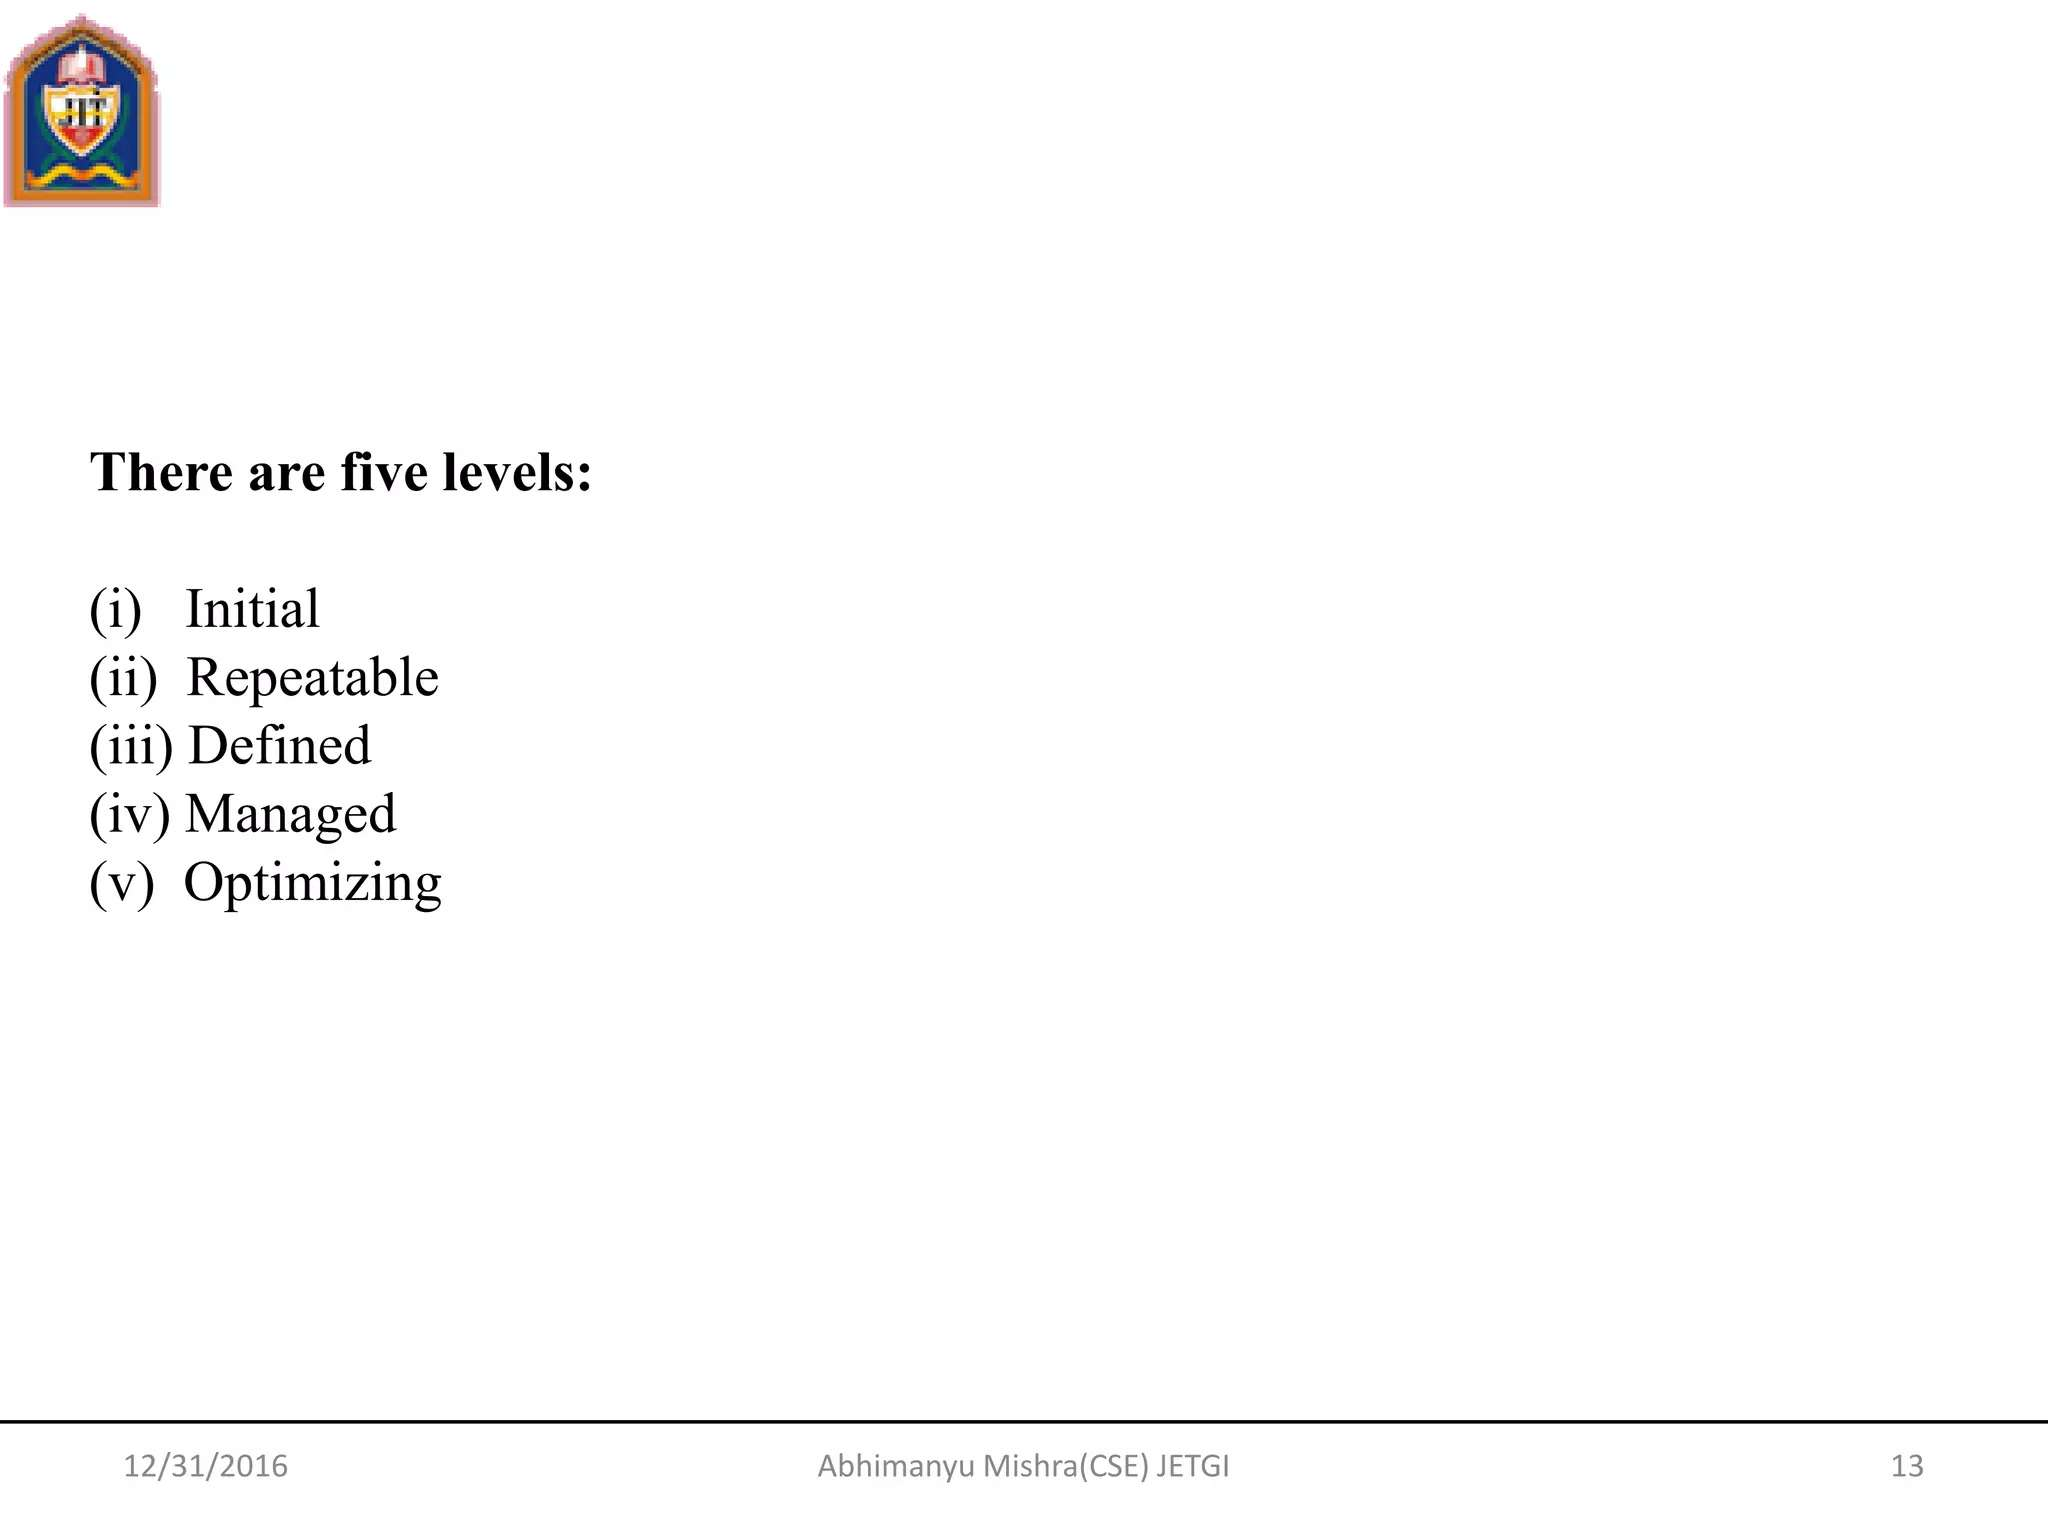 JIT
There are five levels:
(i) Initial
(ii) Repeatable
(iii) Defined
(iv) Managed
(v) Optimizing
12/31/2016
Abhimanyu Mishra(CSE) JETGI
13